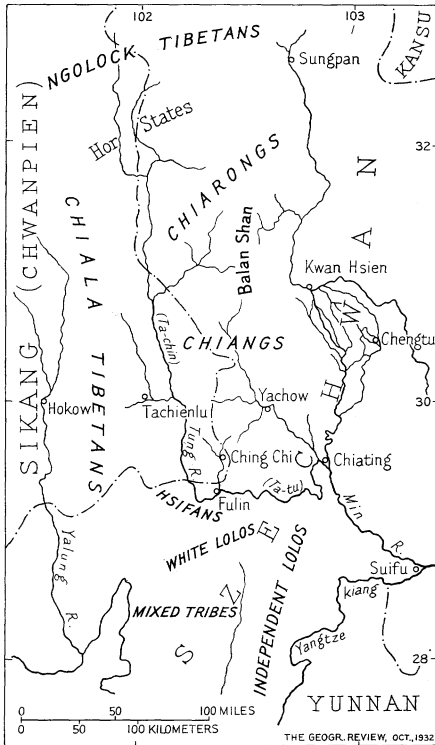 102
103
NGOLOCK TIBETANS
Sungpan
KANSU
Hor States
32
CHIARONGS
SIKANG (CHWANPIEN)
CHIALA TIBETANS
Balan Shan
Kwan Hsien
SZECHWAN
(Ta-chin)
CHIANGS
Chengtu
Hokow
Tachienlu
Yachow
30
Tung R.
Ching Chi
Chiating
(Ta-tu)
HSIFANS
Fulin
Min R.
WHITE LOLOS
Yalung R.
INDEPENDENT LOLOS
Suifu
28
MIXED TRIBES
Yangtze kiang
YUNNAN
0 50 100 MILES
0 50 100 KILOMETERS
THE GEOGR. REVIEW, OCT., 1932